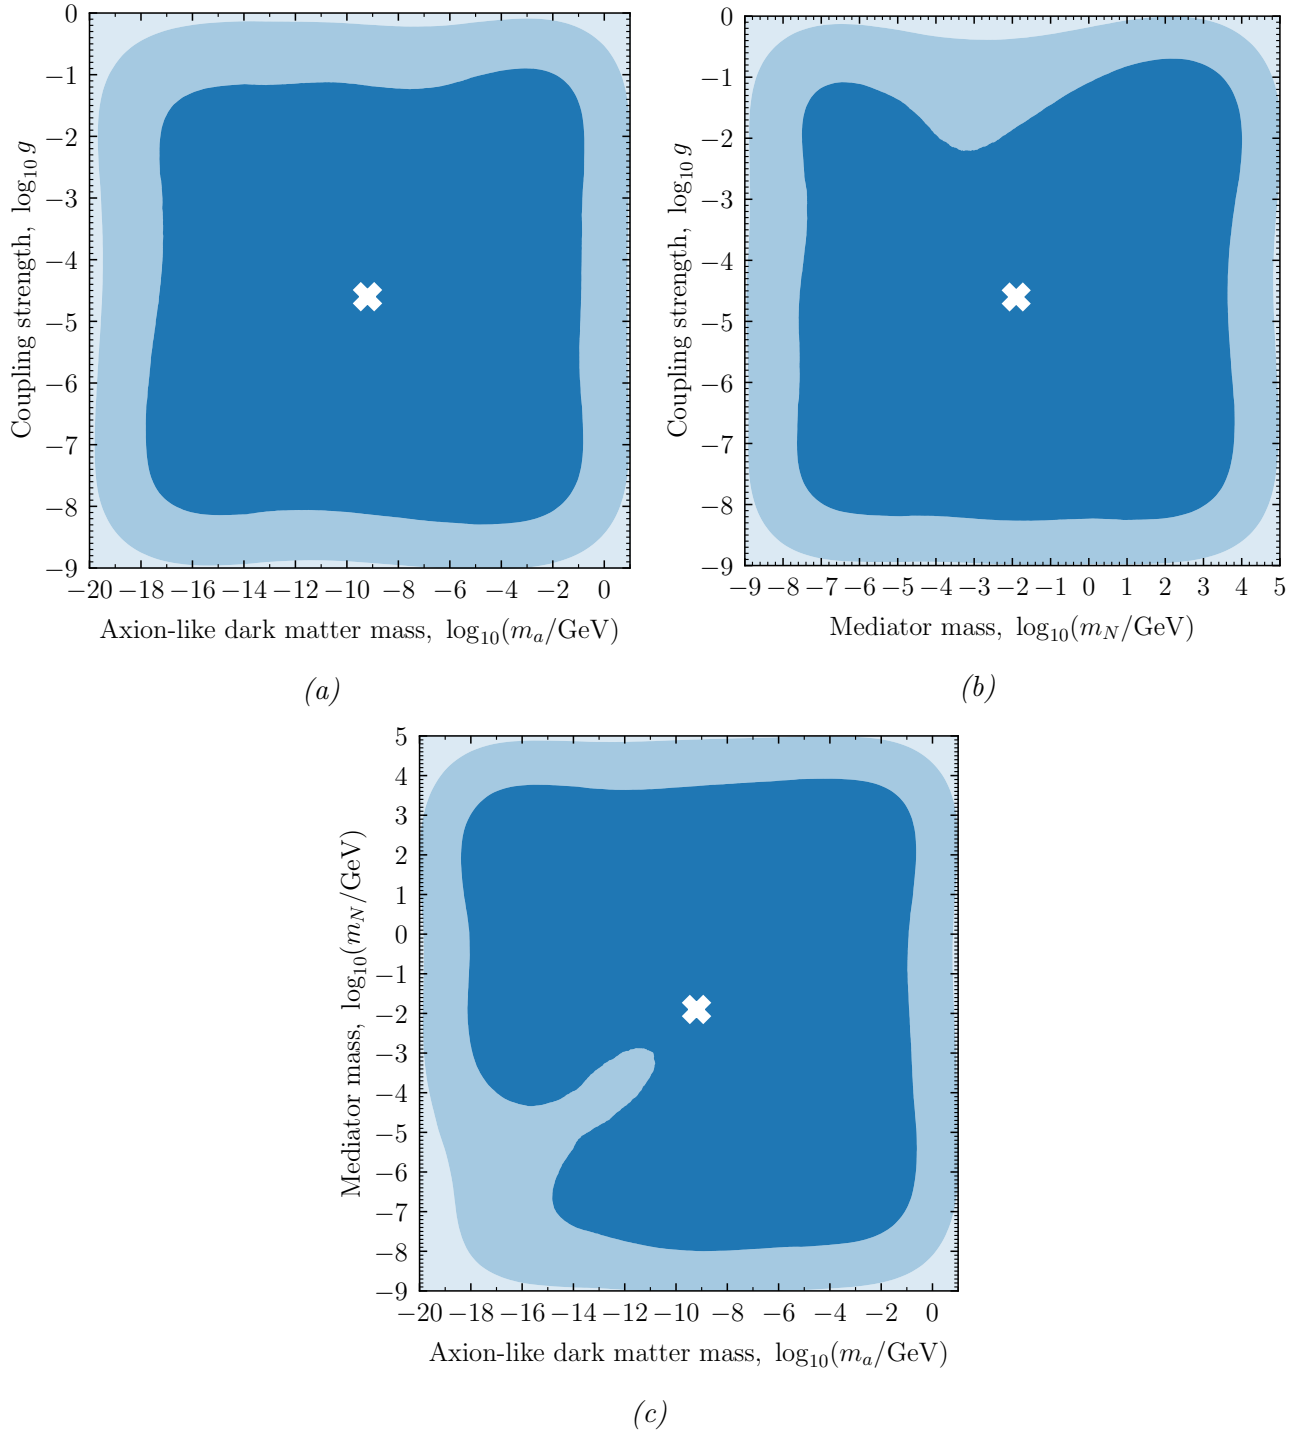 0
−1
−2
−3
−4
−5
−6
−7
−8
−9
Coupling strength, log₁₀ g
−20 −18 −16 −14 −12 −10 −8 −6 −4 −2 0
Axion-like dark matter mass, log₁₀(mₐ/GeV)
(a)
0
−1
−2
−3
−4
−5
−6
−7
−8
−9
Coupling strength, log₁₀ g
−9 −8 −7 −6 −5 −4 −3 −2 −1 0 1 2 3 4 5
Mediator mass, log₁₀(m_N/GeV)
(b)
5
4
3
2
1
0
−1
−2
−3
−4
−5
−6
−7
−8
−9
Mediator mass, log₁₀(m_N/GeV)
−20 −18 −16 −14 −12 −10 −8 −6 −4 −2 0
Axion-like dark matter mass, log₁₀(mₐ/GeV)
(c)